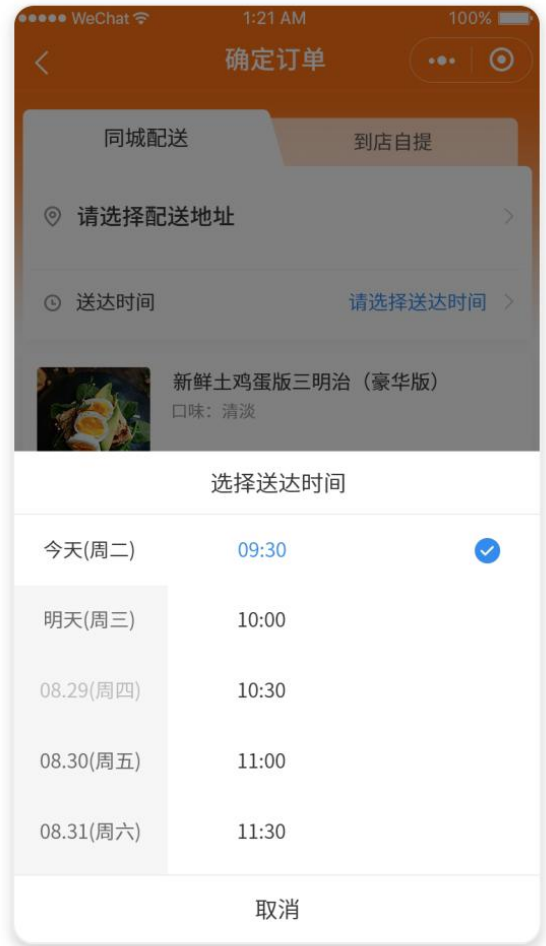 WeChat 1:21 AM 100%
确定订单
同城配送 到店自提
请选择配送地址
送达时间 请选择送达时间
新鲜土鸡蛋版三明治（豪华版）
口味：清淡
选择送达时间
今天(周二) 09:30
明天(周三) 10:00
08.29(周四) 10:30
08.30(周五) 11:00
08.31(周六) 11:30
取消